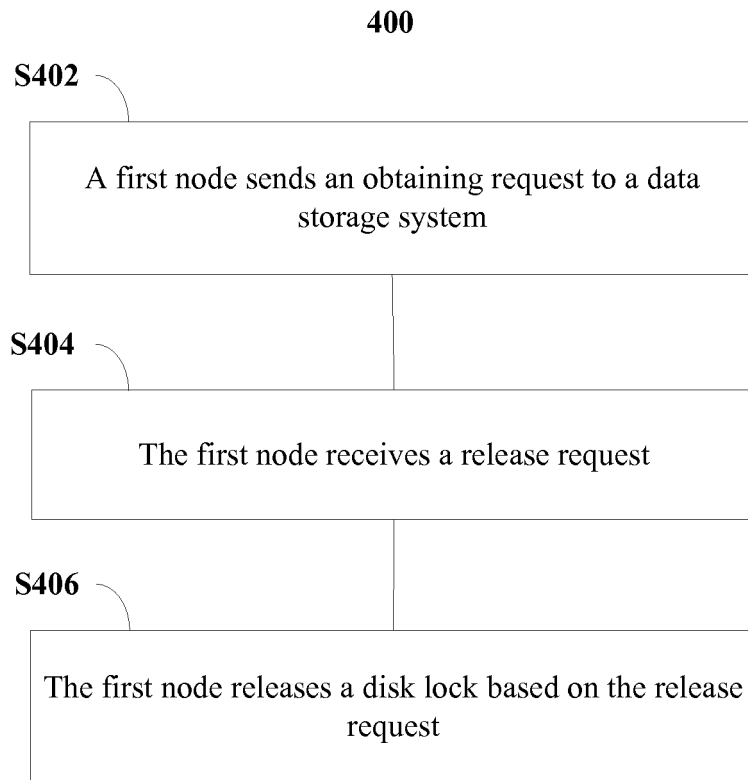 400
S402
A first node sends an obtaining request to a data
storage system
S404
The first node receives a release request
S406
The first node releases a disk lock based on the release
request